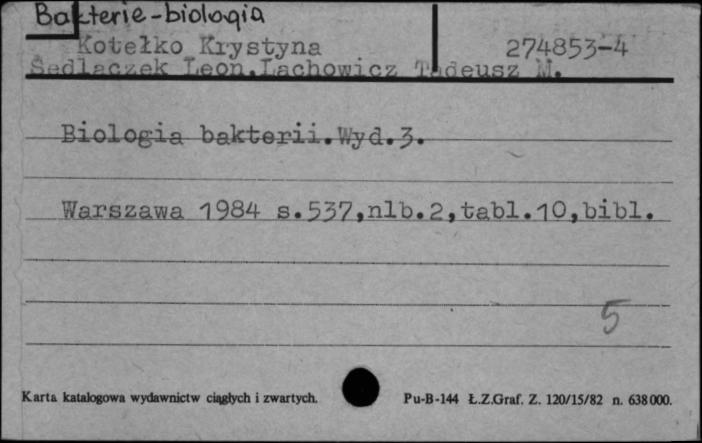 Bakterie-biologia
Kotełko Krystyna 274853-4
Sedlaczek Leon.Lachowicz Tadeusz M.
Biologia bakterii.Wyd.3.
Warszawa 1984 s.537,nlb.2,tabl.10,bibl.
5
Karta katalogowa wydawnictw ciągłych i zwartych. Pu-B-144 Ł.Z.Graf. Z. 120/15/82 n. 638000.